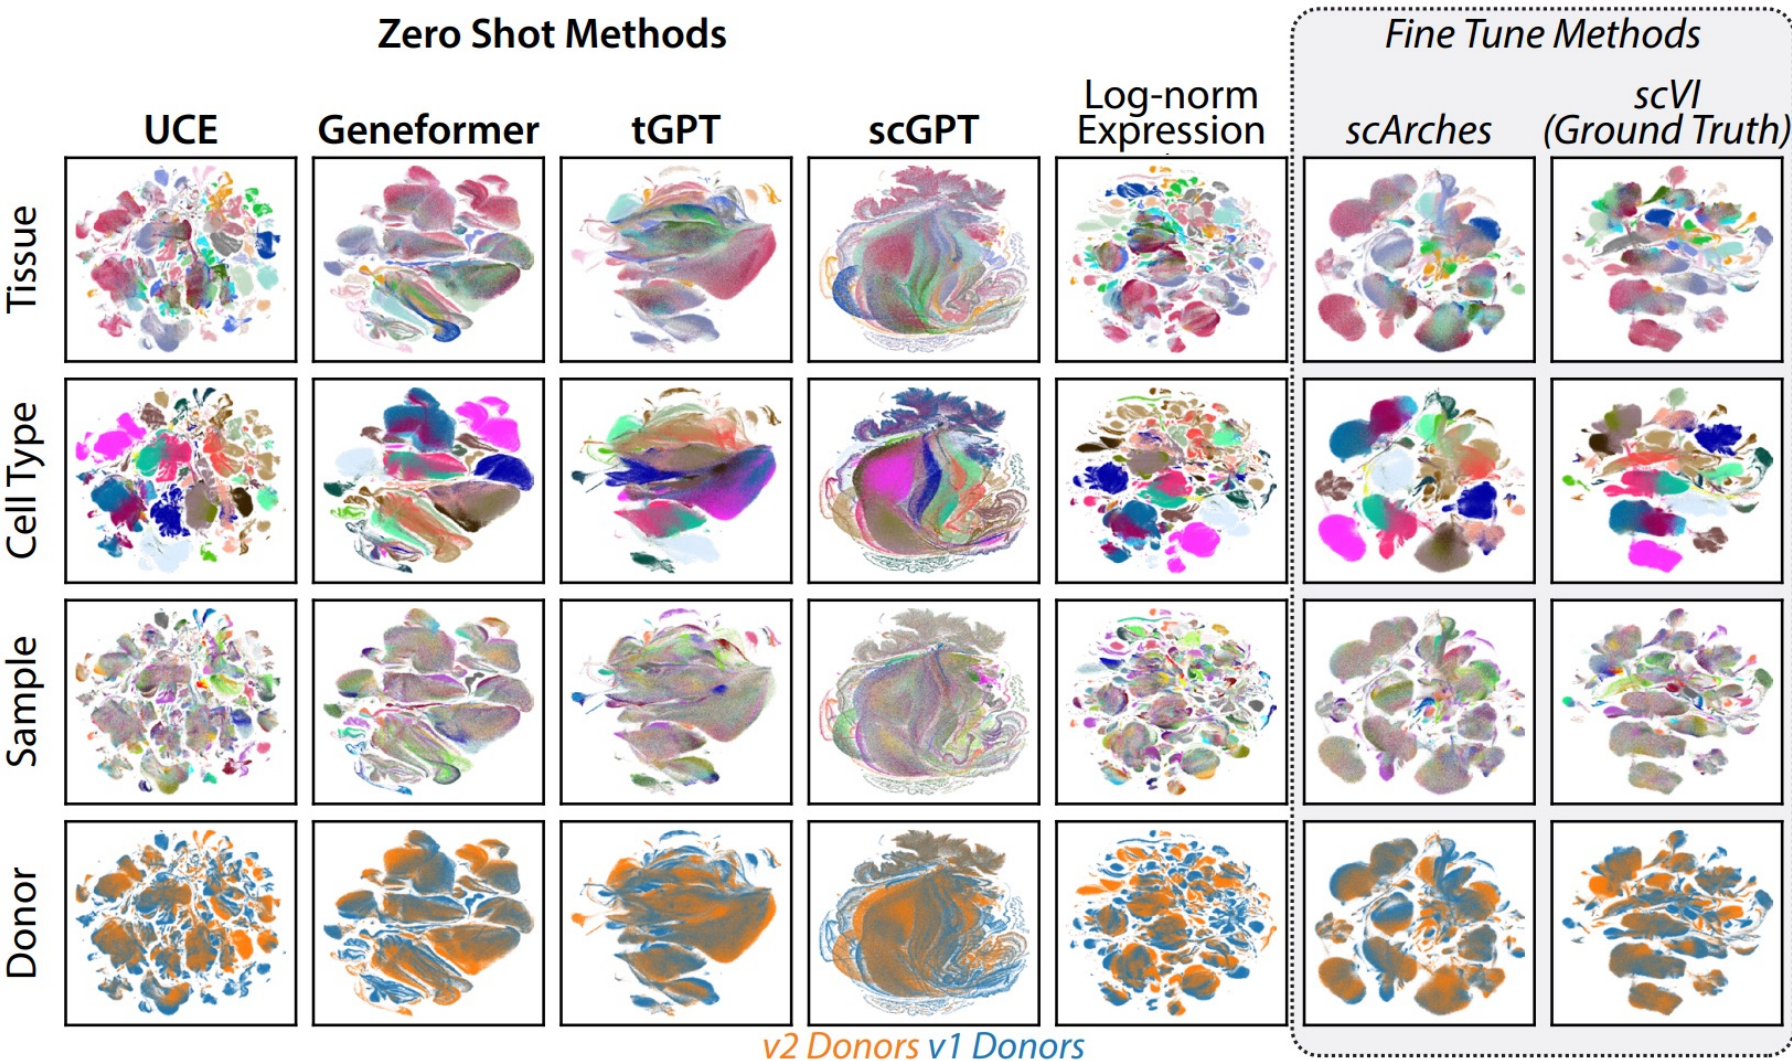 Zero Shot Methods
Fine Tune Methods
UCE
Geneformer
tGPT
scGPT
Log-norm
Expression
scArches
scVI
(Ground Truth)
Tissue
Cell Type
Sample
Donor
v2 Donors v1 Donors